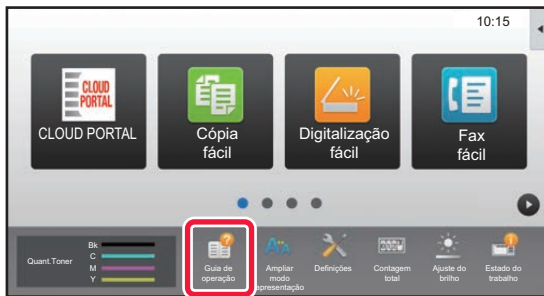 10:15
CLOUD
PORTAL
CLOUD PORTAL
Cópia
fácil
Digitalização
fácil
Fax
fácil
Quant.Toner
Bk
C
M
Y
Guia de
operação
Ampliar
modo
apresentação
Definições
Contagem
total
Ajuste do
brilho
Estado do
trabalho